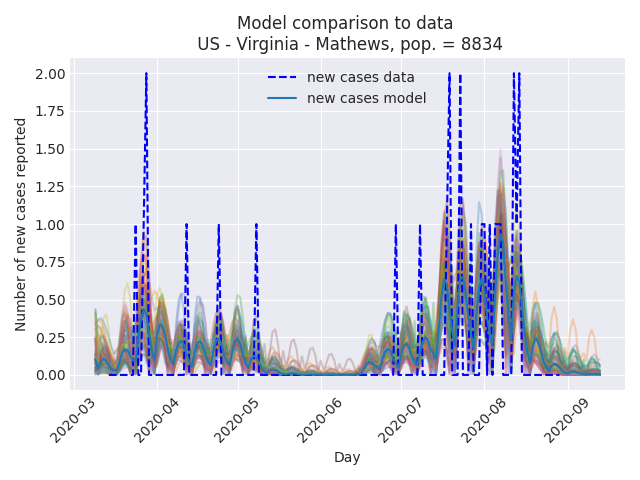 Model comparison to data
US - Virginia - Mathews, pop. = 8834
new cases data
new cases model
Number of new cases reported
2.00
1.75
1.50
1.25
1.00
0.75
0.50
0.25
0.00
2020-03
2020-04
2020-05
2020-06
2020-07
2020-08
2020-09
Day